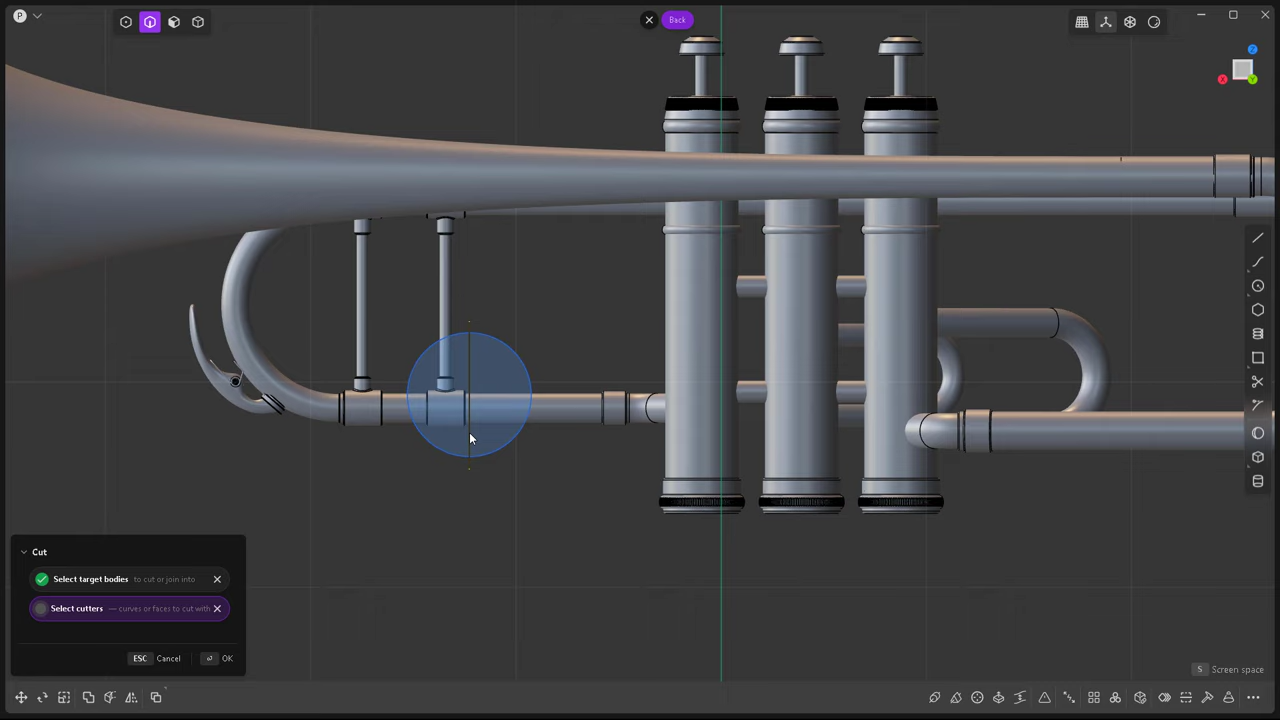 P
Back
Z
X
Y
Cut
Select target bodies to cut or join into
Select cutters — curves or faces to cut with
ESC Cancel
OK
S Screen space